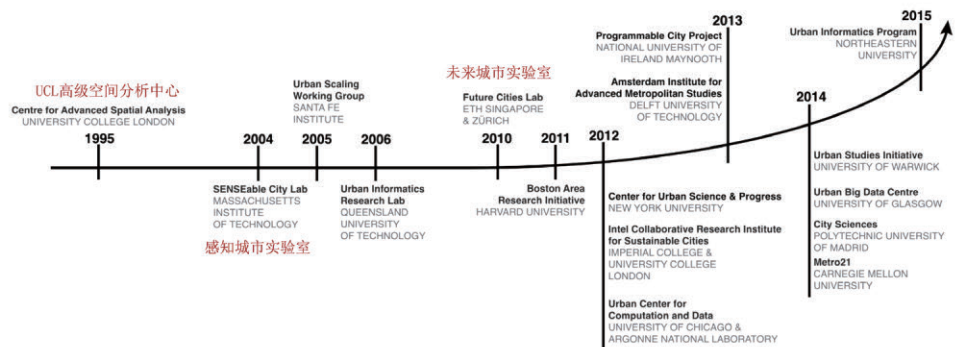 UCL高级空间分析中心
Centre for Advanced Spatial Analysis
UNIVERSITY COLLEGE LONDON
1995
2004
SENSEable City Lab
MASSACHUSETTS
INSTITUTE
OF TECHNOLOGY
感知城市实验室
Urban Scaling
Working Group
SANTA FE
INSTITUTE
2005
2006
Urban Informatics
Research Lab
QUEENSLAND
UNIVERSITY
OF TECHNOLOGY
未来城市实验室
Future Cities Lab
ETH SINGAPORE
& ZÜRICH
2010
2011
Boston Area
Research Initiative
HARVARD UNIVERSITY
2012
Center for Urban Science & Progress
NEW YORK UNIVERSITY
Intel Collaborative Research Institute
for Sustainable Cities
IMPERIAL COLLEGE &
UNIVERSITY COLLEGE
LONDON
Urban Center for
Computation and Data
UNIVERSITY OF CHICAGO &
ARGONNE NATIONAL LABORATORY
2013
Programmable City Project
NATIONAL UNIVERSITY OF
IRELAND MAYNOOTH
Amsterdam Institute for
Advanced Metropolitan Studies
DELFT UNIVERSITY
OF TECHNOLOGY
2014
Urban Studies Initiative
UNIVERSITY OF WARWICK
Urban Big Data Centre
UNIVERSITY OF GLASGOW
City Sciences
POLYTECHNIC UNIVERSITY
OF MADRID
Metro21
CARNEGIE MELLON
UNIVERSITY
2015
Urban Informatics Program
NORTHEASTERN
UNIVERSITY